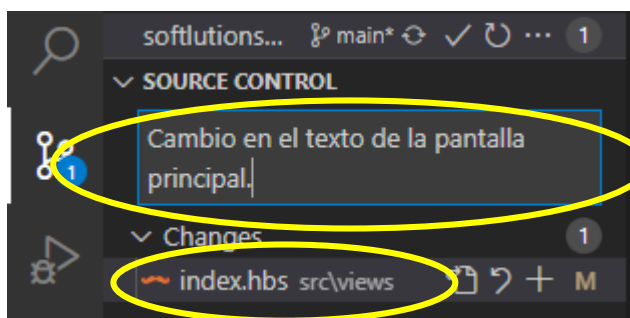 softlutions... main* ... 1
SOURCE CONTROL
Cambio en el texto de la pantalla
principal.
1
Changes 1
index.hbs src\views M